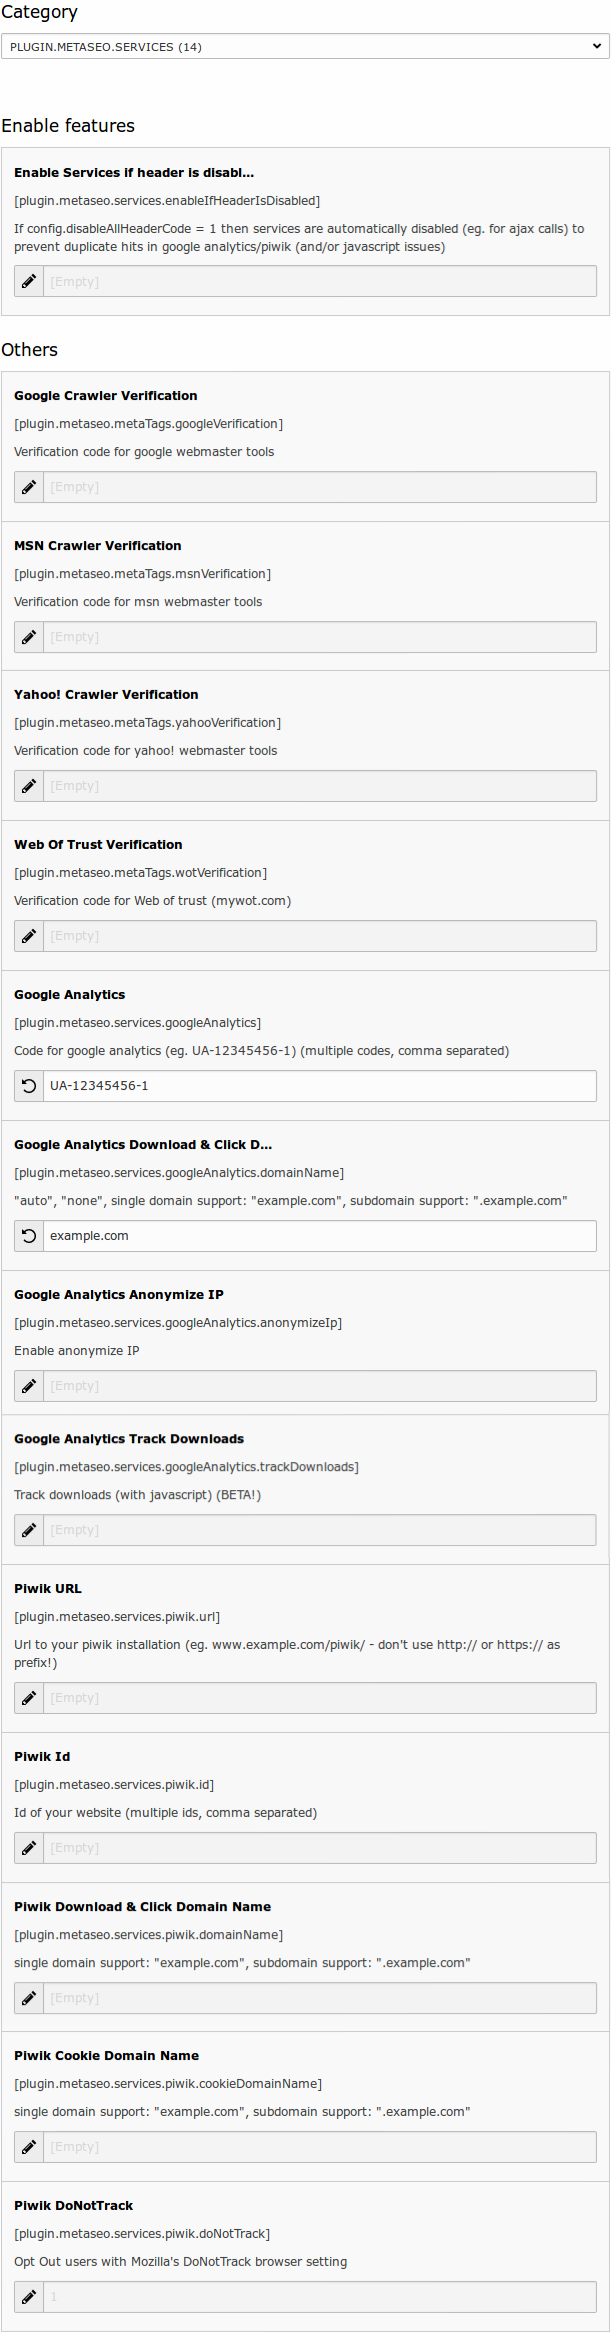 Category
PLUGIN.METASEO.SERVICES (14)
Enable features
Enable Services if header is disabl...
[plugin.metaseo.services.enableIfHeaderIsDisabled]
If config.disableAllHeaderCode = 1 then services are automatically disabled (eg. for ajax calls) to
prevent duplicate hits in google analytics/piwik (and/or javascript issues)
[Empty]
Others
Google Crawler Verification
[plugin.metaseo.metaTags.googleVerification]
Verification code for google webmaster tools
[Empty]
MSN Crawler Verification
[plugin.metaseo.metaTags.msnVerification]
Verification code for msn webmaster tools
[Empty]
Yahoo! Crawler Verification
[plugin.metaseo.metaTags.yahooVerification]
Verification code for yahoo! webmaster tools
[Empty]
Web Of Trust Verification
[plugin.metaseo.metaTags.wotVerification]
Verification code for Web of trust (mywot.com)
[Empty]
Google Analytics
[plugin.metaseo.services.googleAnalytics]
Code for google analytics (eg. UA-12345456-1) (multiple codes, comma separated)
UA-12345456-1
Google Analytics Download & Click D...
[plugin.metaseo.services.googleAnalytics.domainName]
"auto", "none", single domain support: "example.com", subdomain support: ".example.com"
example.com
Google Analytics Anonymize IP
[plugin.metaseo.services.googleAnalytics.anonymizeIp]
Enable anonymize IP
[Empty]
Google Analytics Track Downloads
[plugin.metaseo.services.googleAnalytics.trackDownloads]
Track downloads (with javascript) (BETA!)
[Empty]
Piwik URL
[plugin.metaseo.services.piwik.url]
Url to your piwik installation (eg. www.example.com/piwik/ - don't use http:// or https:// as
prefix!)
[Empty]
Piwik Id
[plugin.metaseo.services.piwik.id]
Id of your website (multiple ids, comma separated)
[Empty]
Piwik Download & Click Domain Name
[plugin.metaseo.services.piwik.domainName]
single domain support: "example.com", subdomain support: ".example.com"
[Empty]
Piwik Cookie Domain Name
[plugin.metaseo.services.piwik.cookieDomainName]
single domain support: "example.com", subdomain support: ".example.com"
[Empty]
Piwik DoNotTrack
[plugin.metaseo.services.piwik.doNotTrack]
Opt Out users with Mozilla's DoNotTrack browser setting
1